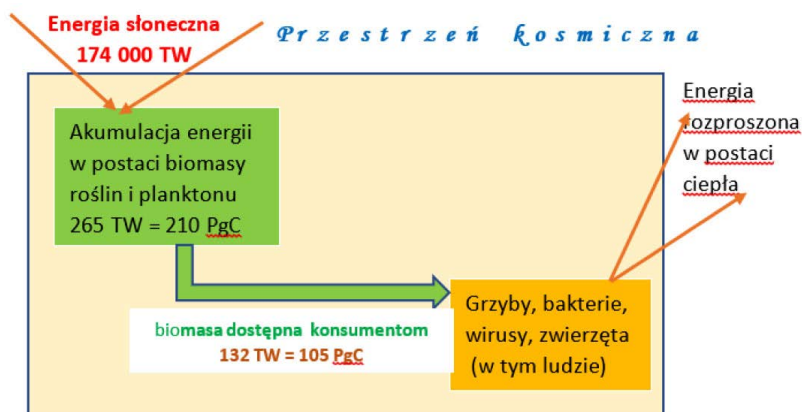 Energia słoneczna
174 000 TW
Przestrzeń kosmiczna
Akumulacja energii
w postaci biomasy
roślin i planktonu
265 TW = 210 PgC
biomasa dostępna konsumentom
132 TW = 105 PgC
Grzyby, bakterie,
wirusy, zwierzęta
(w tym ludzie)
Energia
rozproszona
w postaci
ciepła